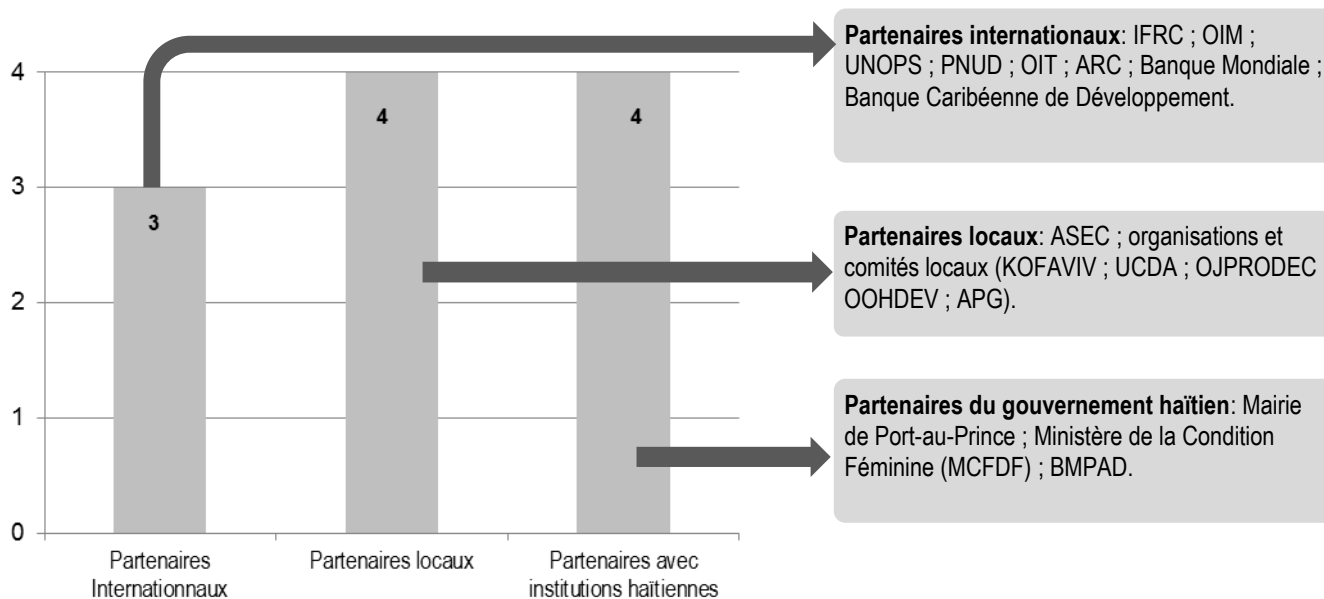 4
3
2
1
0
3
4
4
Partenaires
Internationnaux
Partenaires locaux
Partenaires avec
institutions haïtiennes
Partenaires internationaux: IFRC ; OIM ;
UNOPS ; PNUD ; OIT ; ARC ; Banque Mondiale ;
Banque Caribéenne de Développement.
Partenaires locaux: ASEC ; organisations et
comités locaux (KOFAVIV ; UCDA ; OJPRODEC
OOHDEV ; APG).
Partenaires du gouvernement haïtien: Mairie
de Port-au-Prince ; Ministère de la Condition
Féminine (MCFDF) ; BMPAD.